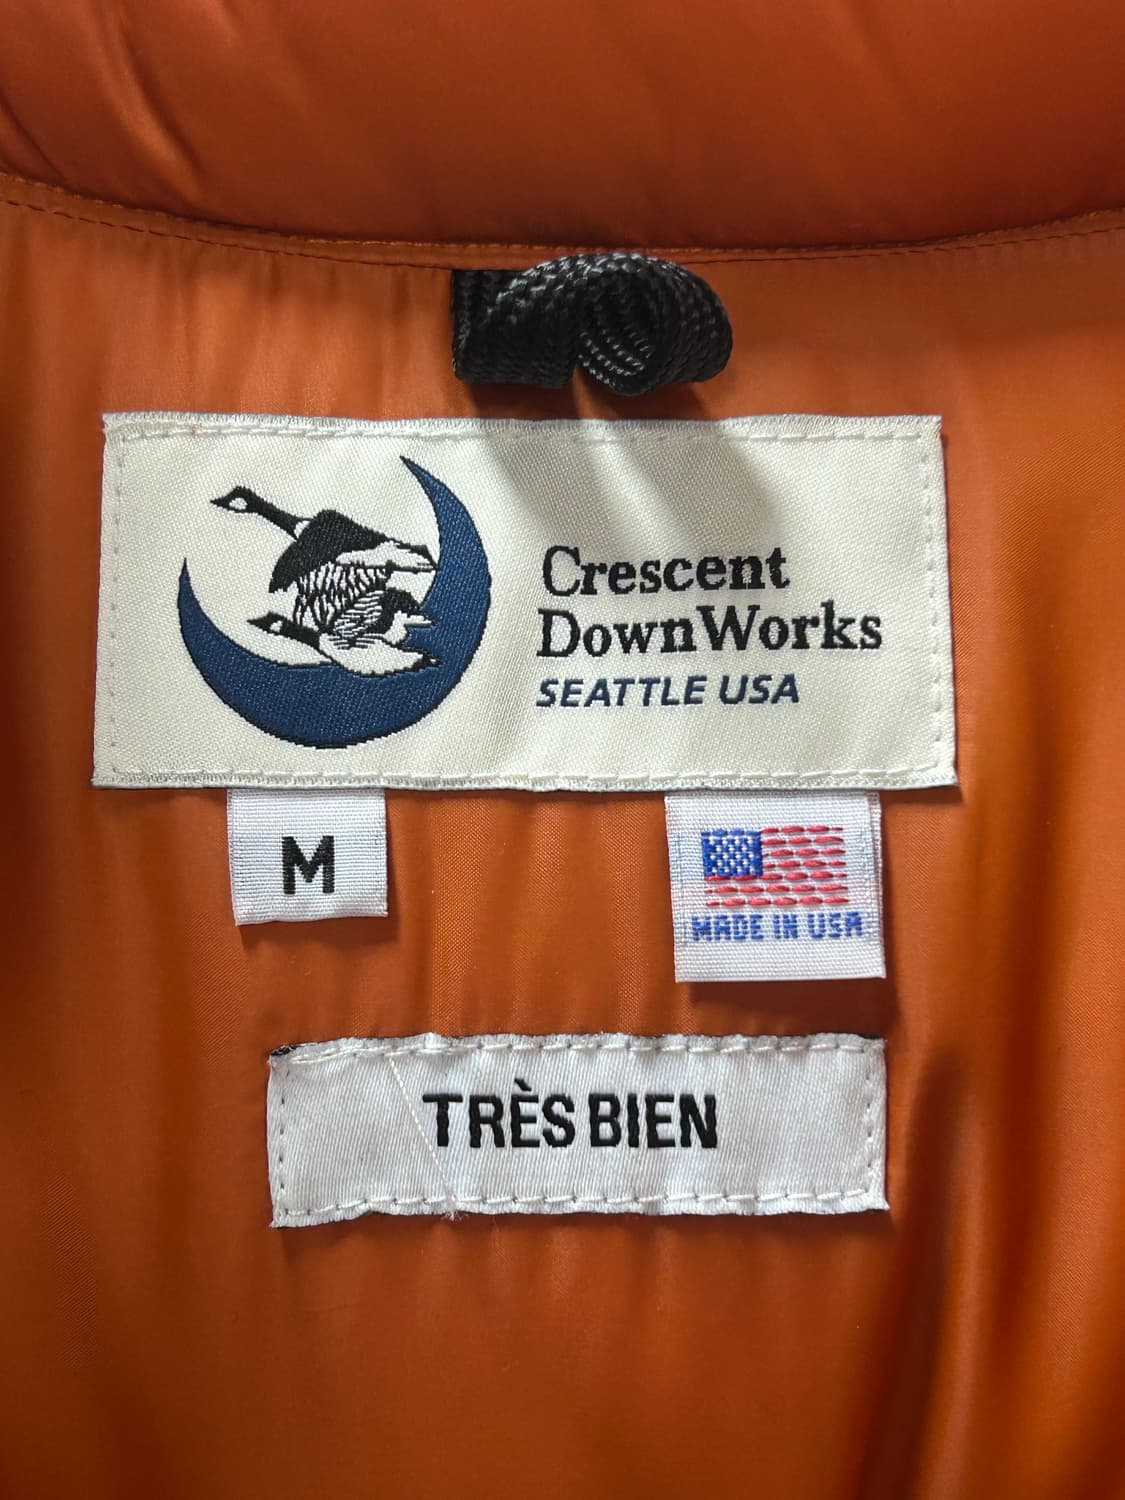 Crescent
DownWorks
SEATTLE USA
M
MADE IN USA
TRÈS BIEN